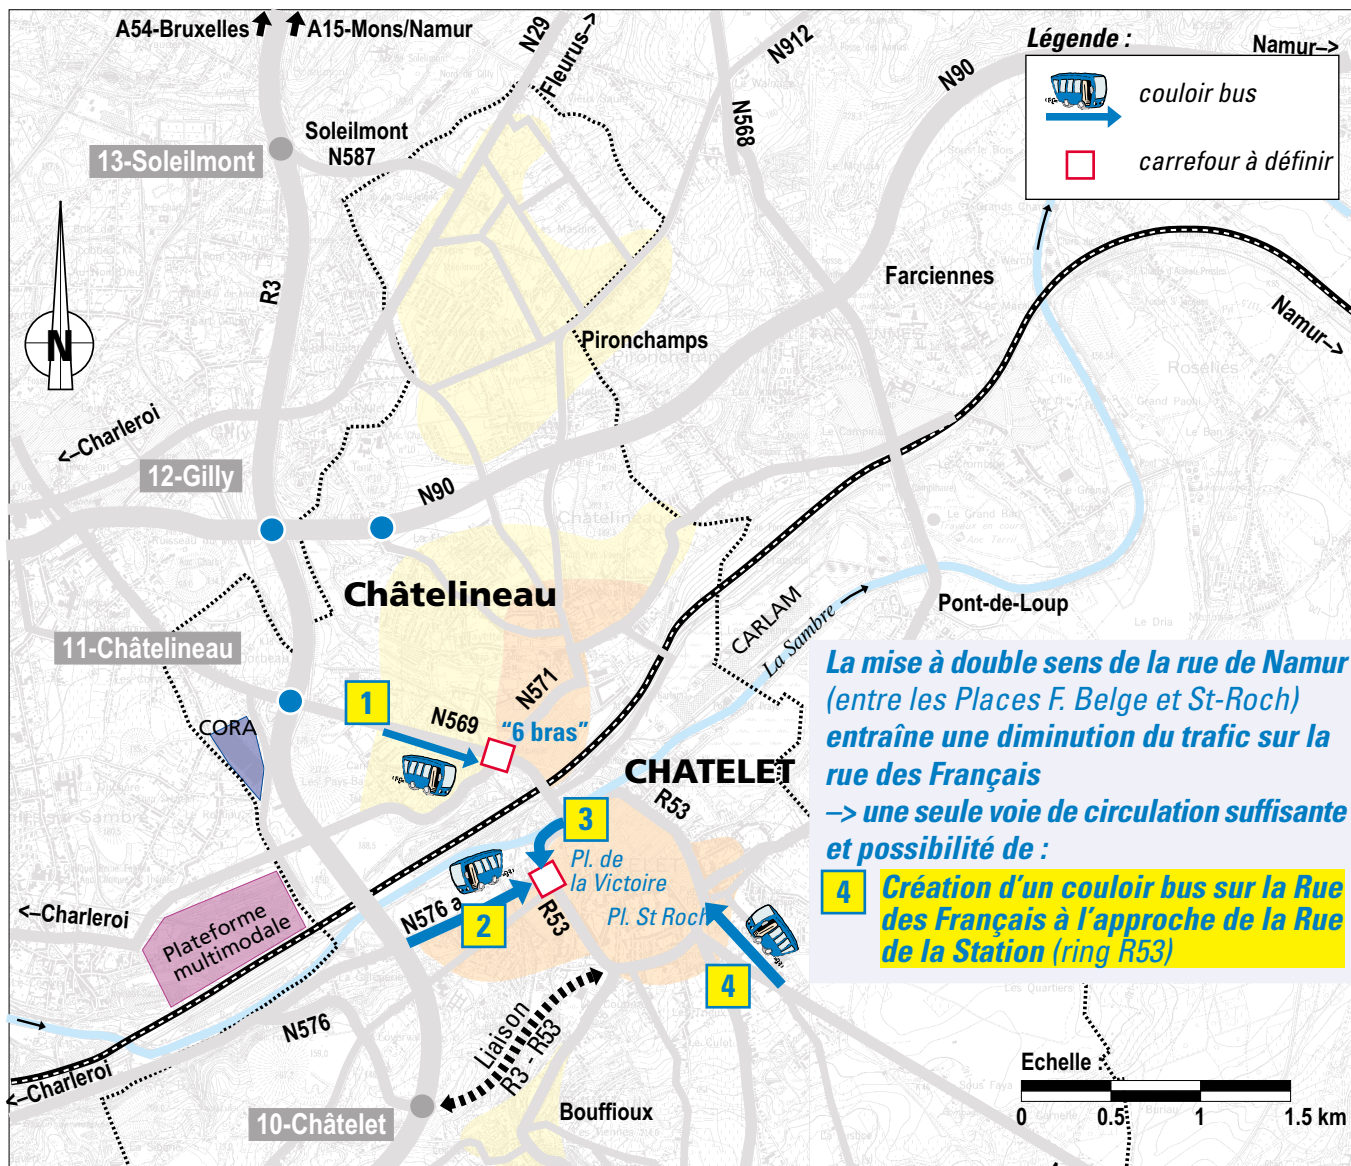 A54-Bruxelles
A15-Mons/Namur
N29
Fleurus–>
N912
N90
Légende :
Namur–>
couloir bus
carrefour à définir
N568
Soleilmont
N587
13-Soleilmont
R3
N
Farciennes
Namur–>
Pironchamps
Roselies
<–Charleroi
12-Gilly
N90
Châtelineau
Châtelineau
CARLAM
La Sambre
Pont-de-Loup
11-Châtelineau
CORA
1
N569
N571
“6 bras”
CHATELET
R53
3
Pl. de
la Victoire
Pl. St Roch
N576 a
2
R53
4
La mise à double sens de la rue de Namur
(entre les Places F. Belge et St-Roch)
entraîne une diminution du trafic sur la
rue des Français
–> une seule voie de circulation suffisante
et possibilité de :
4
Création d’un couloir bus sur la Rue
des Français à l’approche de la Rue
de la Station (ring R53)
<–Charleroi
Plateforme
multimodale
N576
Liaison
R3 - R53
<–Charleroi
10-Châtelet
Bouffioux
Echelle :
0
0.5
1
1.5 km